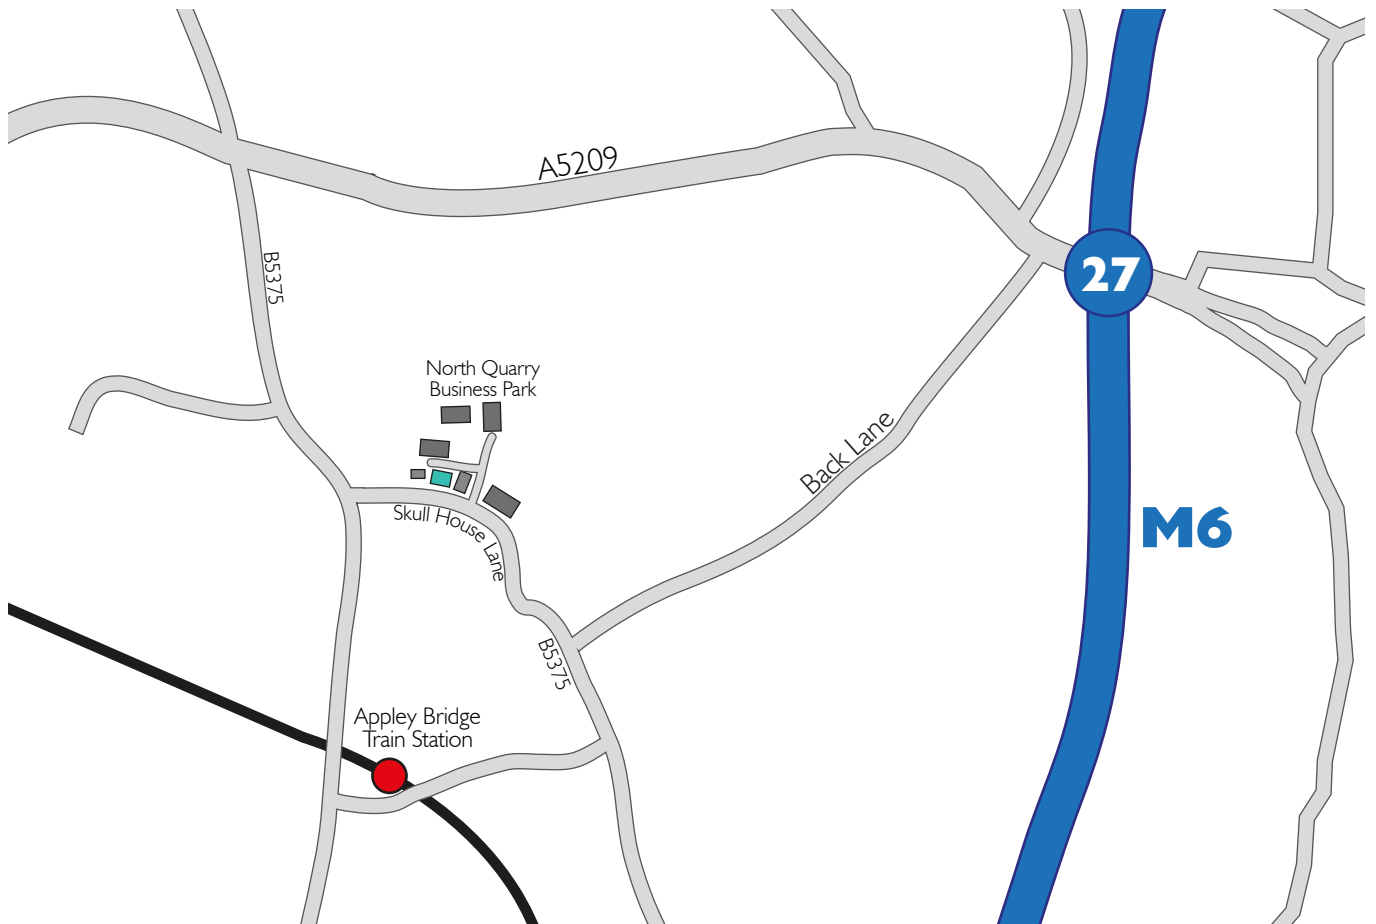 A5209
B5375
27
North Quarry
Business Park
Back Lane
Skull House Lane
M6
B5375
Appley Bridge
Train Station